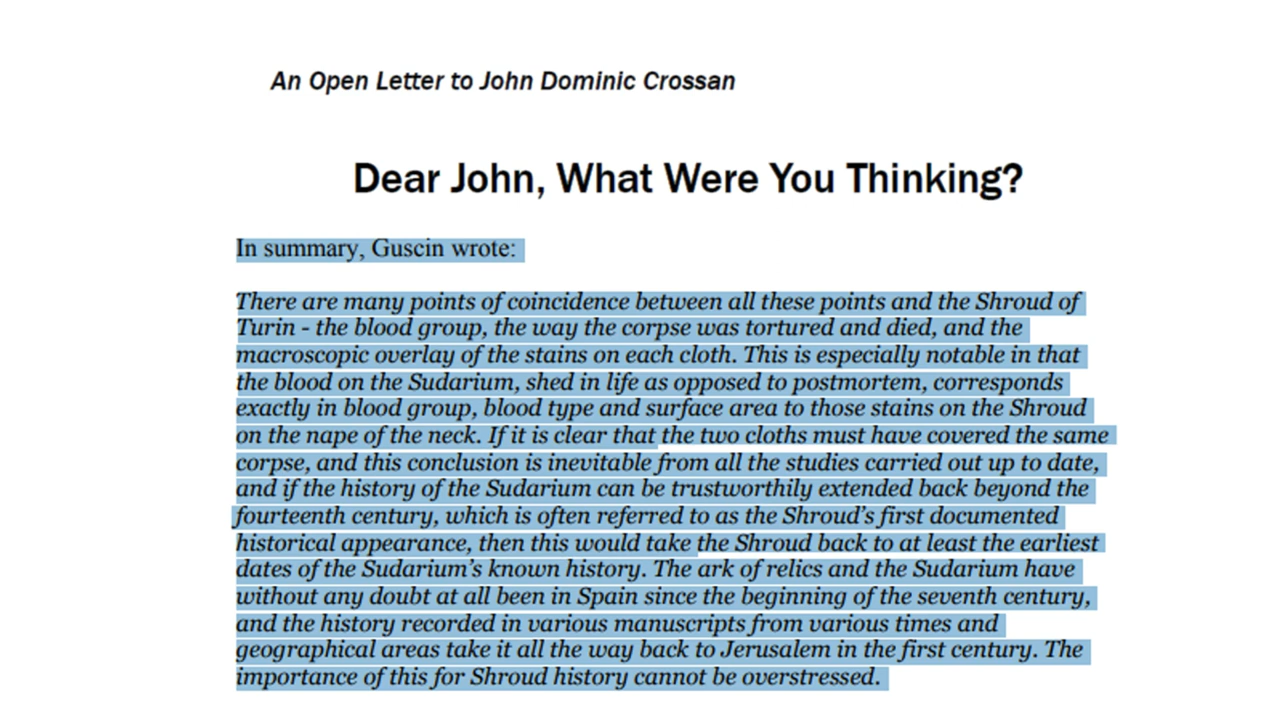 An Open Letter to John Dominic Crossan
Dear John, What Were You Thinking?
In summary, Guscin wrote:
There are many points of coincidence between all these points and the Shroud of
Turin - the blood group, the way the corpse was tortured and died, and the
macroscopic overlay of the stains on each cloth. This is especially notable in that
the blood on the Sudarium, shed in life as opposed to postmortem, corresponds
exactly in blood group, blood type and surface area to those stains on the Shroud
on the nape of the neck. If it is clear that the two cloths must have covered the same
corpse, and this conclusion is inevitable from all the studies carried out up to date,
and if the history of the Sudarium can be trustworthily extended back beyond the
fourteenth century, which is often referred to as the Shroud's first documented
historical appearance, then this would take the Shroud back to at least the earliest
dates of the Sudarium's known history. The ark of relics and the Sudarium have
without any doubt at all been in Spain since the beginning of the seventh century,
and the history recorded in various manuscripts from various times and
geographical areas take it all the way back to Jerusalem in the first century. The
importance of this for Shroud history cannot be overstressed.